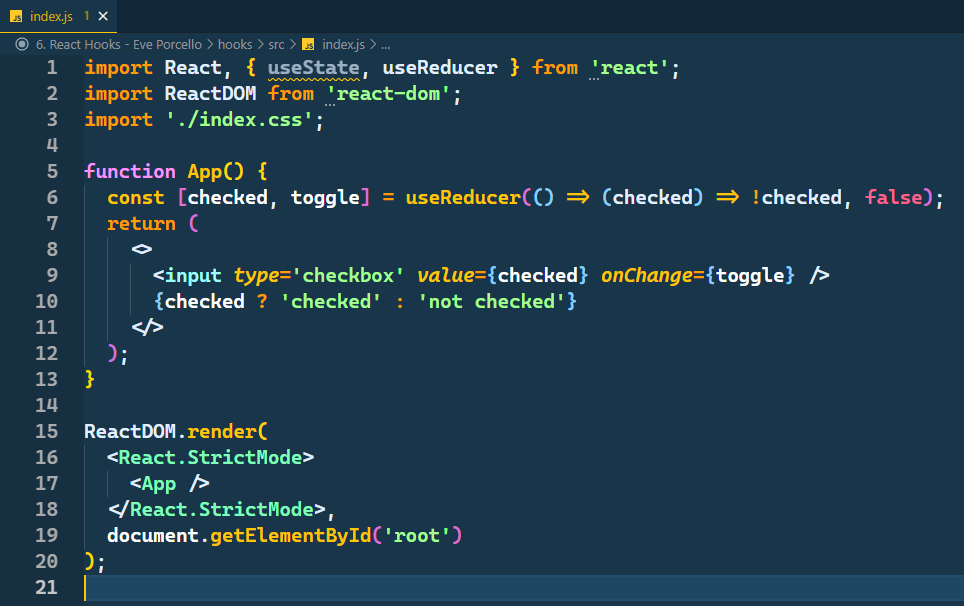 JS index.js 1 ×
6. React Hooks - Eve Porcello > hooks > src > JS index.js > ...
1 import React, { useState, useReducer } from 'react';
2 import ReactDOM from 'react-dom';
3 import './index.css';
4
5 function App() {
6   const [checked, toggle] = useReducer(() => (checked) => !checked, false);
7   return (
8     <>
9       <input type='checkbox' value={checked} onChange={toggle} />
10       {checked ? 'checked' : 'not checked'}
11     </>
12   );
13 }
14
15 ReactDOM.render(
16   <React.StrictMode>
17     <App />
18   </React.StrictMode>,
19   document.getElementById('root')
20 );
21